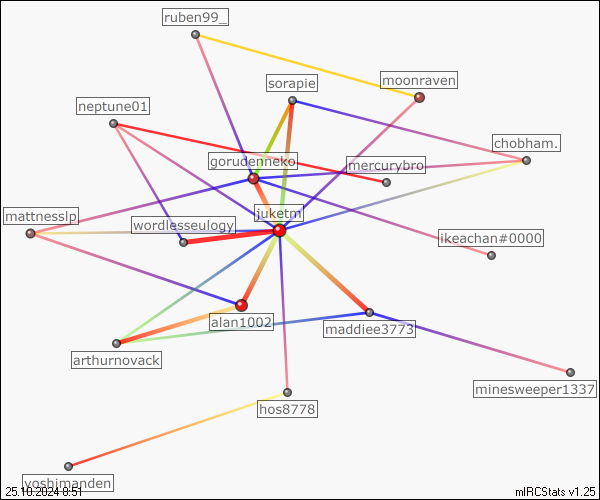 ruben99_
moonraven
sorapie
neptune01
chobham.
gorudenneko
mercurybro
juketm
mattnesslp
wordlesseulogy
ikeachan#0000
alan1002
maddiee3773
arthurnovack
minesweeper1337
hos8778
yoshimanden
25.10.2024 8:51
mIRCStats v1.25